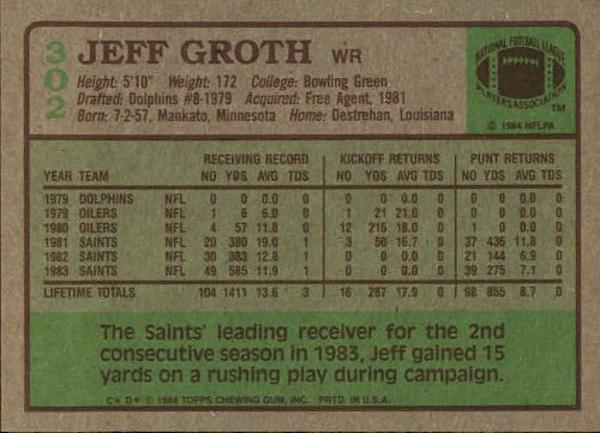 302
JEFF GROTH WR
Height: 5'10" Weight: 172 College: Bowling Green
Drafted: Dolphins #8-1979 Acquired: Free Agent, 1981
Born: 7-2-57, Mankato, Minnesota Home: Destrehan, Louisiana
NATIONAL FOOTBALL LEAGUE
PLAYERS ASSOCIATION
TM
© 1984 NFLPA
RECEIVING RECORD KICKOFF RETURNS PUNT RETURNS
YEAR TEAM NO YDS AVG TDS NO YDS AVG TDS NO YDS AVG TDS
1979 DOLPHINS NFL 0 0 0.0 0 0 0 0.0 0 0 0 0.0 0
1979 OILERS NFL 1 6 6.0 0 1 21 21.0 0 0 0 0.0 0
1980 OILERS NFL 4 57 11.8 0 12 216 18.0 0 0 0 0.0 0
1981 SAINTS NFL 20 380 19.0 1 3 50 16.7 0 37 436 11.8 0
1982 SAINTS NFL 30 383 12.8 1 0 0 0.0 0 21 144 6.9 0
1983 SAINTS NFL 49 585 11.9 1 0 0 0.0 0 39 275 7.1 0
LIFETIME TOTALS 104 1411 13.6 3 16 287 17.9 0 98 855 8.7 0
The Saints' leading receiver for the 2nd
consecutive season in 1983, Jeff gained 15
yards on a rushing play during campaign.
C★ D★ © 1984 TOPPS CHEWING GUM, INC. PRTD. IN U.S.A.